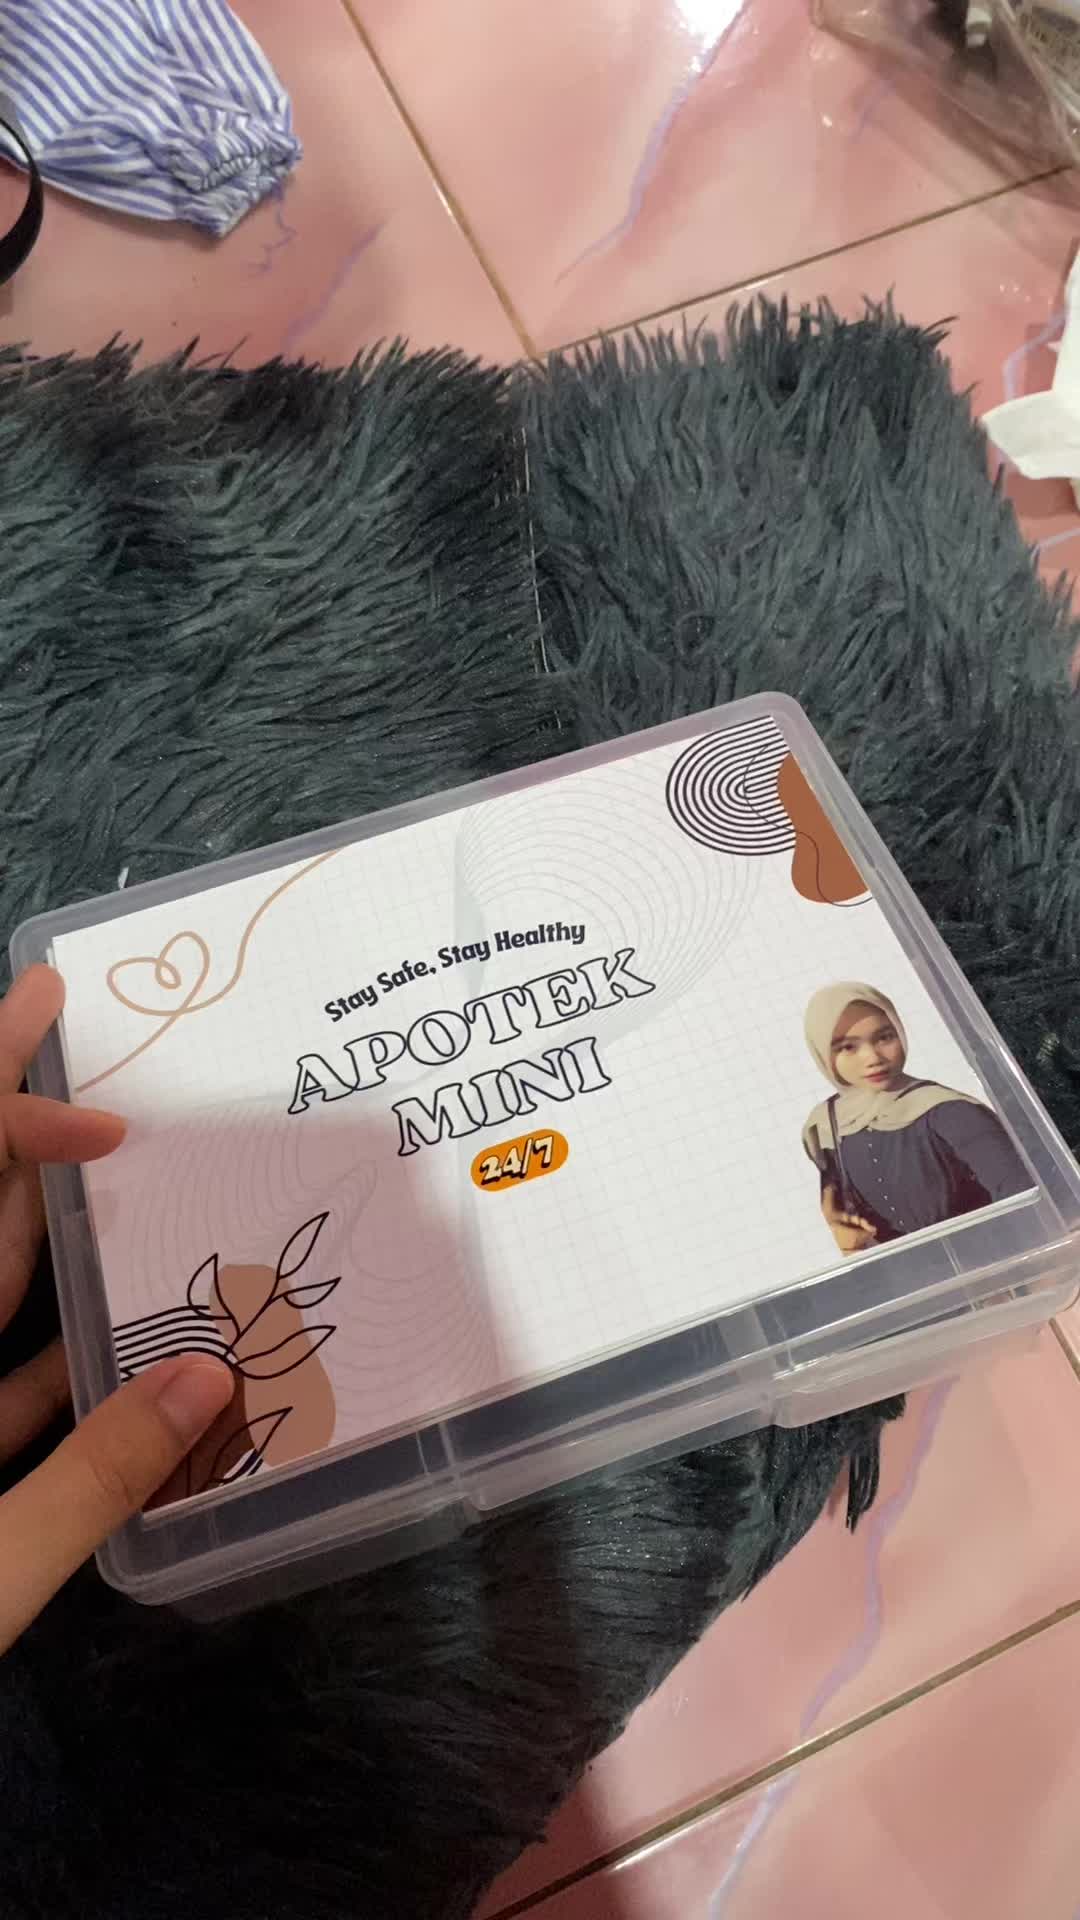 Stay Safe, Stay Healthy
APOTEK
MINI
24/7